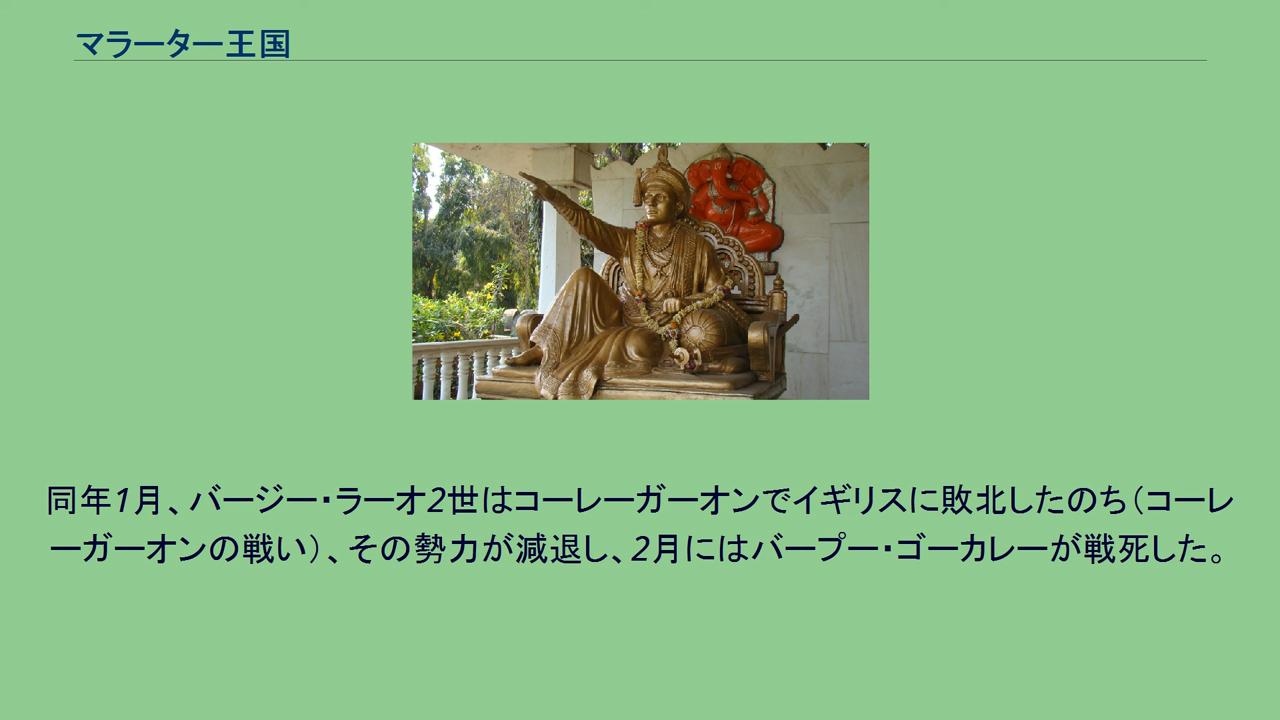 マラーター王国
同年1月、バージー・ラーオ2世はコーレーガーオンでイギリスに敗北したのち（コーレ
ーガーオンの戦い）、その勢力が減退し、2月にはバープー・ゴーカレーが戦死した。